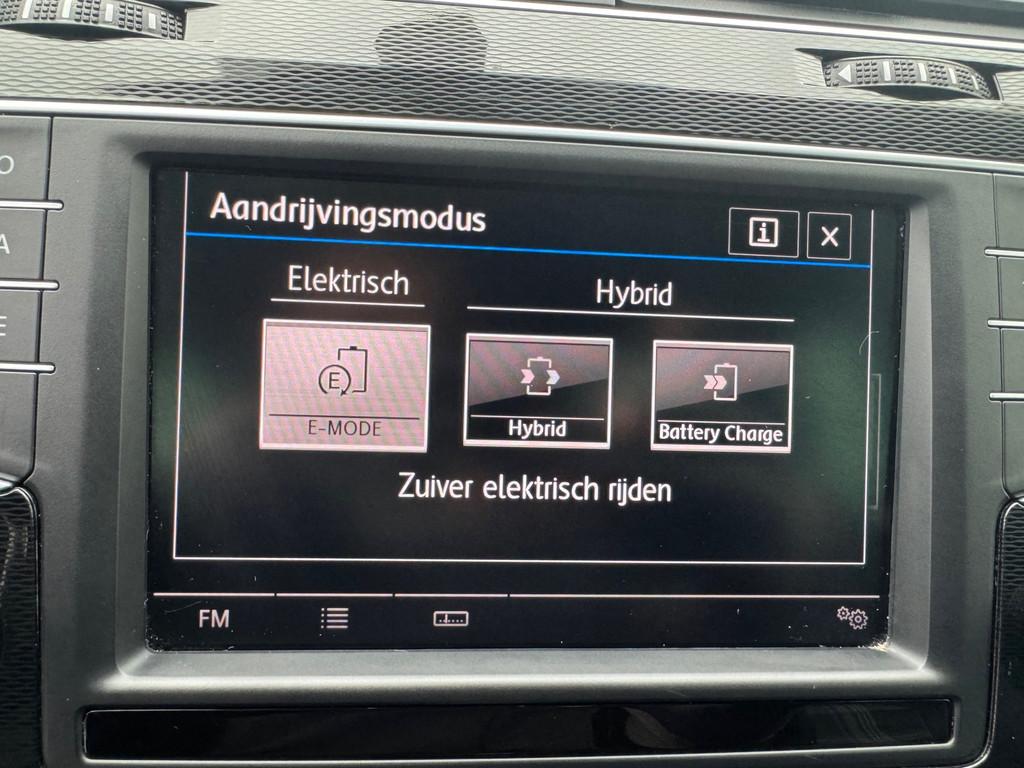 Aandrijvingsmodus
Elektrisch
Hybrid
E
E-MODE
Hybrid
Battery Charge
Zuiver elektrisch rijden
FM